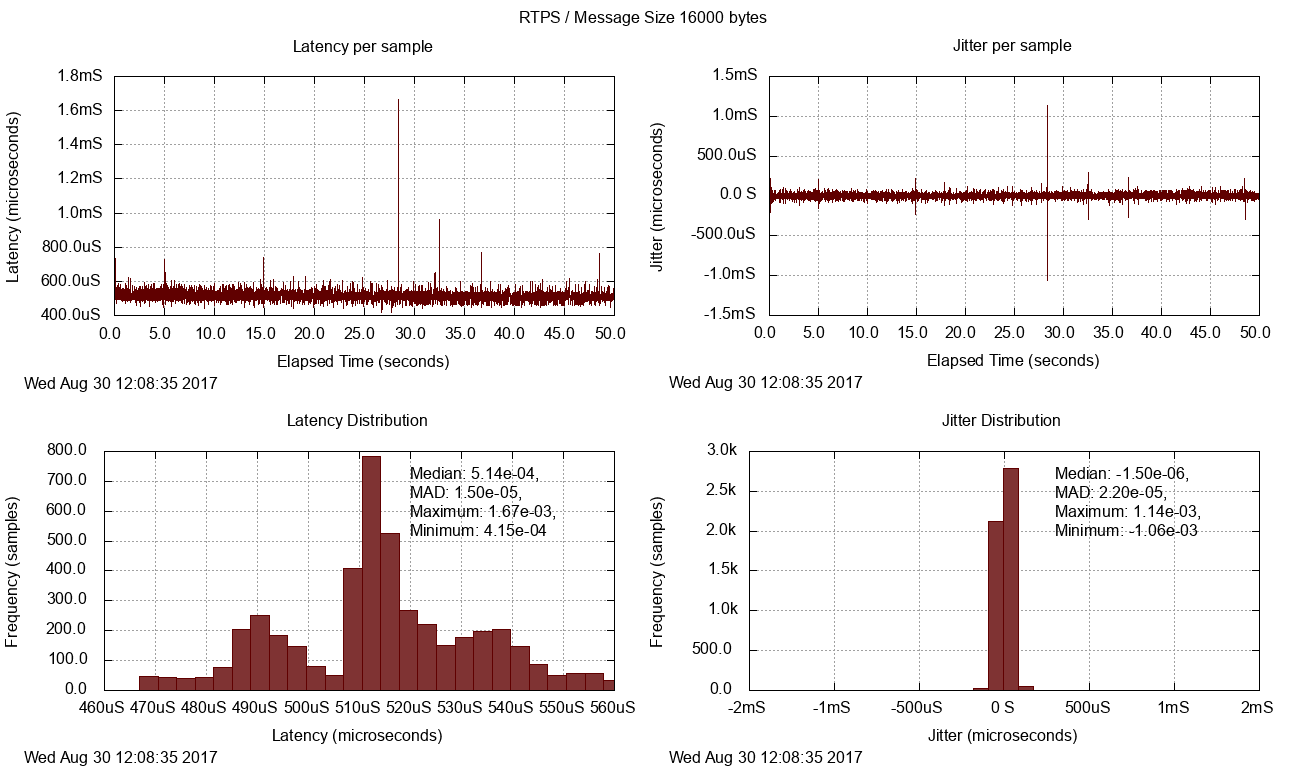 RTPS / Message Size 16000 bytes
Latency per sample
1.8mS
1.6mS
1.4mS
1.2mS
1.0mS
800.0uS
600.0uS
400.0uS
0.0 5.0 10.0 15.0 20.0 25.0 30.0 35.0 40.0 45.0 50.0
Latency (microseconds)
Elapsed Time (seconds)
Wed Aug 30 12:08:35 2017
Jitter per sample
1.5mS
1.0mS
500.0uS
0.0 S
-500.0uS
-1.0mS
-1.5mS
0.0 5.0 10.0 15.0 20.0 25.0 30.0 35.0 40.0 45.0 50.0
Jitter (microseconds)
Elapsed Time (seconds)
Wed Aug 30 12:08:35 2017
Latency Distribution
800.0
700.0
600.0
500.0
400.0
300.0
200.0
100.0
0.0
Median: 5.14e-04,
MAD: 1.50e-05,
Maximum: 1.67e-03,
Minimum: 4.15e-04
460uS 470uS 480uS 490uS 500uS 510uS 520uS 530uS 540uS 550uS 560uS
Frequency (samples)
Latency (microseconds)
Wed Aug 30 12:08:35 2017
Jitter Distribution
3.0k
2.5k
2.0k
1.5k
1.0k
500.0
0.0
Median: -1.50e-06,
MAD: 2.20e-05,
Maximum: 1.14e-03,
Minimum: -1.06e-03
-2mS -1mS -500uS 0 S 500uS 1mS 2mS
Frequency (samples)
Jitter (microseconds)
Wed Aug 30 12:08:35 2017